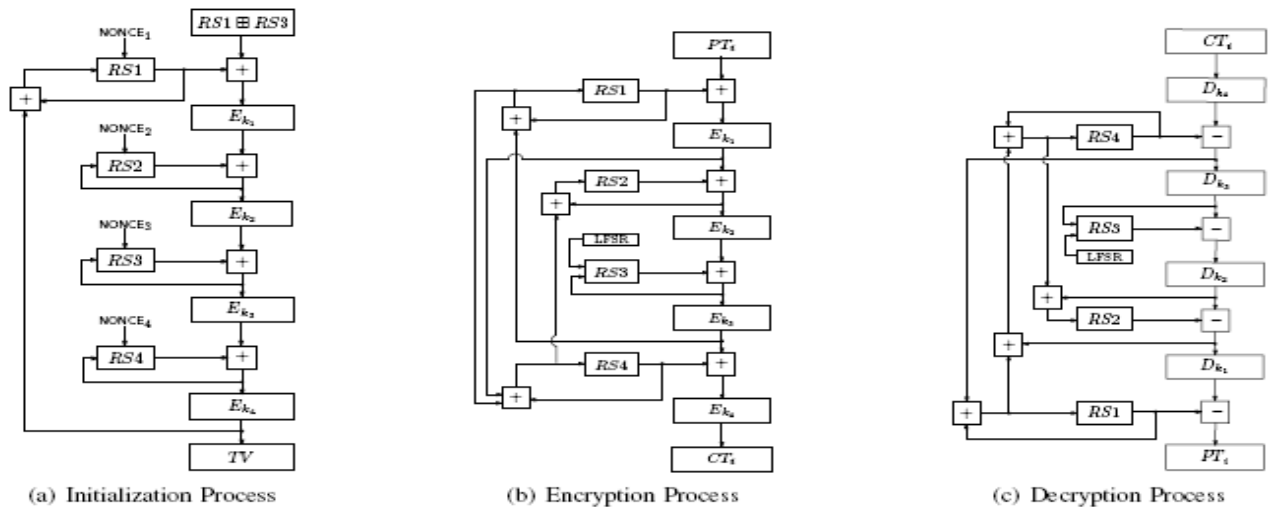 RS1 ⊞ RS3
NONCE₁
RS1
+
+
E_k₁
NONCE₂
RS2
+
E_k₂
NONCE₃
RS3
+
E_k₃
NONCE₄
RS4
+
E_k₄
TV
(a) Initialization Process
PT_i
RS1
+
+
E_k₁
RS2
+
+
E_k₂
LFSR
RS3
+
E_k₃
RS4
+
+
E_k₄
CT_i
(b) Encryption Process
CT_i
D_k₄
+
RS4
−
D_k₃
RS3
−
LFSR
D_k₂
+
RS2
−
+
D_k₁
+
RS1
−
PT_i
(c) Decryption Process